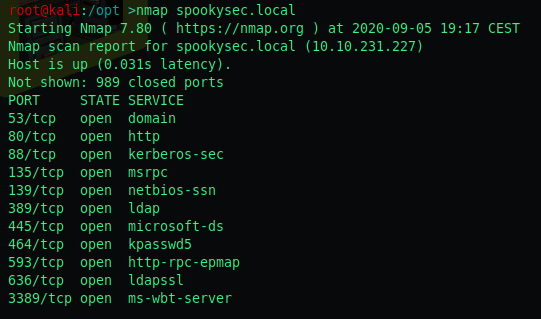 root@kali:/opt >nmap spookysec.local
Starting Nmap 7.80 ( https://nmap.org ) at 2020-09-05 19:17 CEST
Nmap scan report for spookysec.local (10.10.231.227)
Host is up (0.031s latency).
Not shown: 989 closed ports
PORT     STATE SERVICE
53/tcp   open  domain
80/tcp   open  http
88/tcp   open  kerberos-sec
135/tcp  open  msrpc
139/tcp  open  netbios-ssn
389/tcp  open  ldap
445/tcp  open  microsoft-ds
464/tcp  open  kpasswd5
593/tcp  open  http-rpc-epmap
636/tcp  open  ldapssl
3389/tcp open  ms-wbt-server